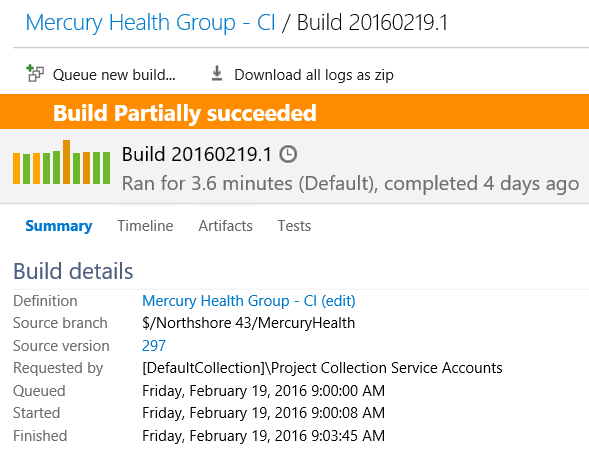 Mercury Health Group - CI / Build 20160219.1
Queue new build... Download all logs as zip
Build Partially succeeded
Build 20160219.1
Ran for 3.6 minutes (Default), completed 4 days ago
Summary Timeline Artifacts Tests
Build details
Definition Mercury Health Group - CI (edit)
Source branch $/Northshore 43/MercuryHealth
Source version 297
Requested by [DefaultCollection]\Project Collection Service Accounts
Queued Friday, February 19, 2016 9:00:00 AM
Started Friday, February 19, 2016 9:00:08 AM
Finished Friday, February 19, 2016 9:03:45 AM